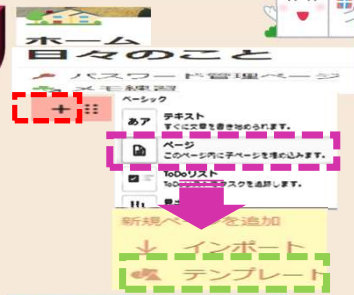 ホーム
日々のこと
パスワード管理ページ
+
ベーシック
あア テキスト
すぐに文章を書き始められます。
ページ
このページ内に子ページを埋め込みます。
ToDoリスト
新規ページを追加
インポート
テンプレート